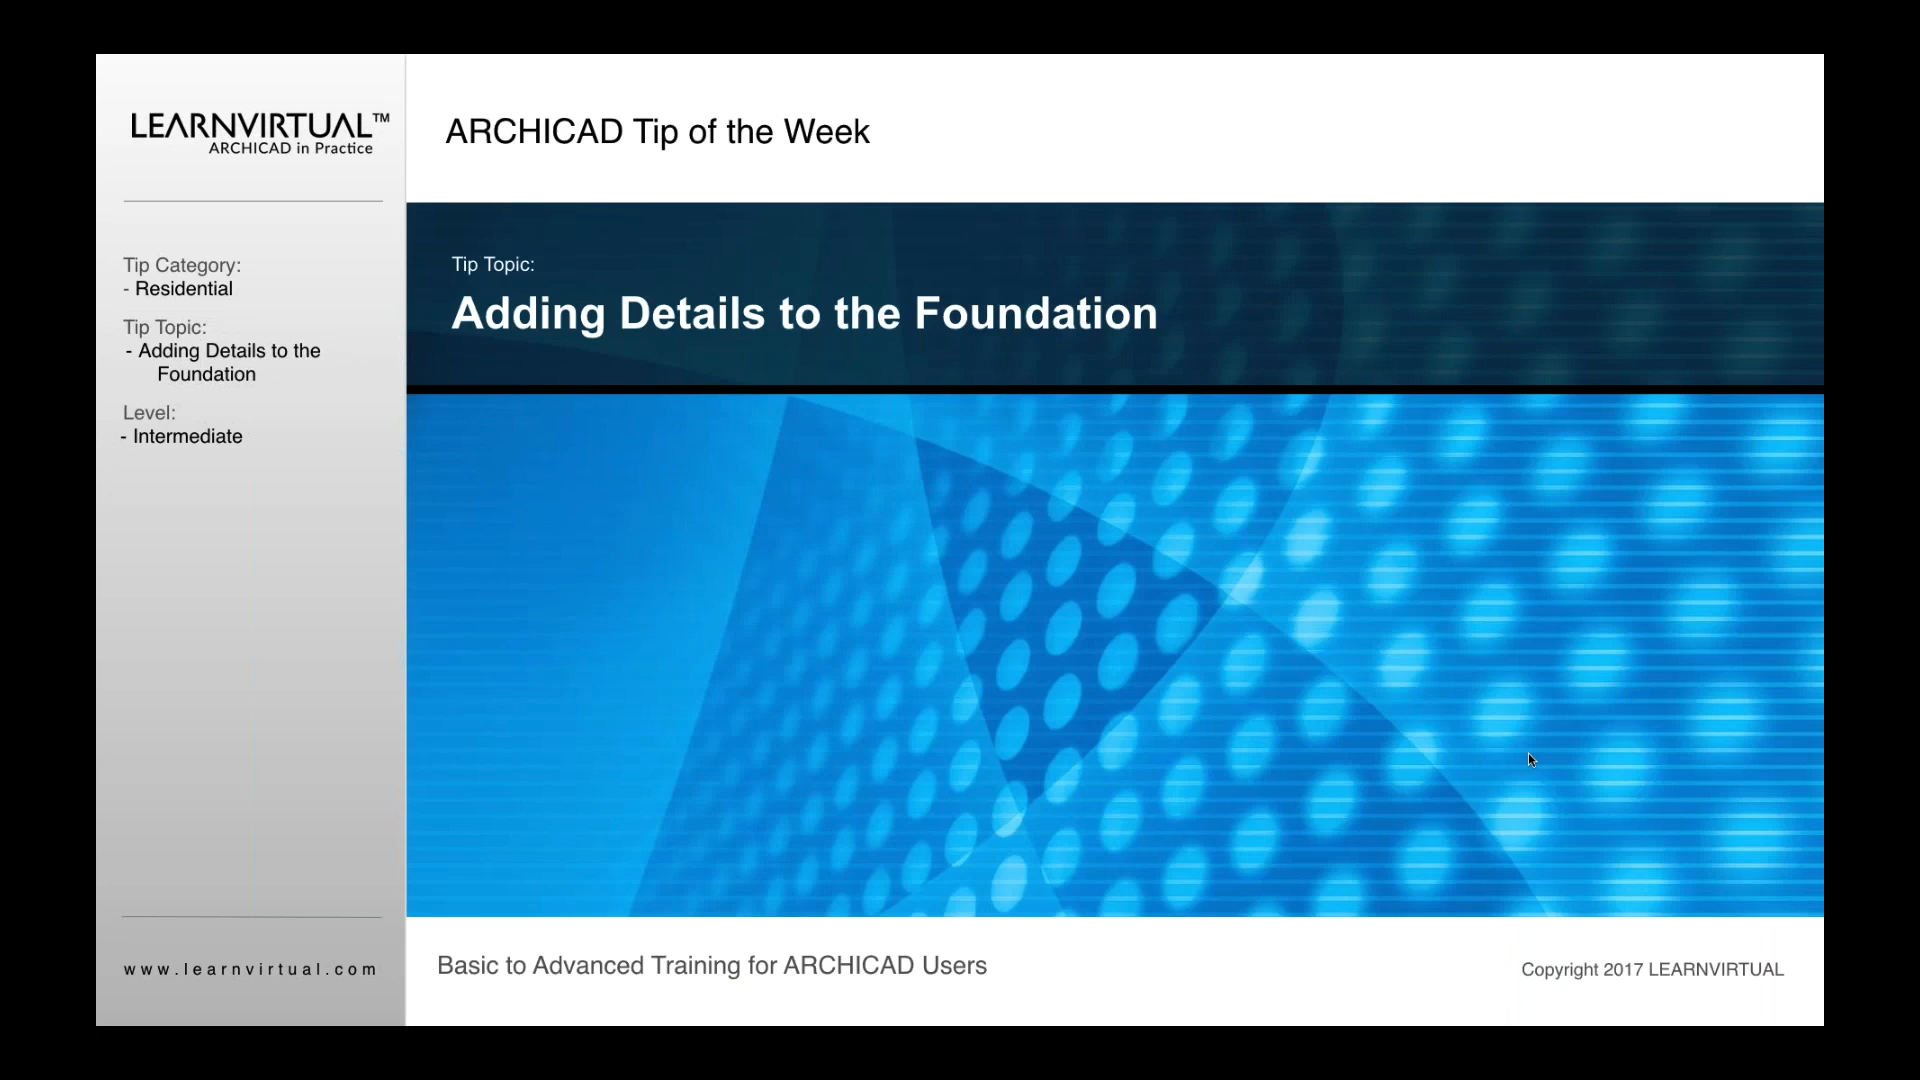 LEARNVIRTUAL™
ARCHICAD in Practice
Tip Category:
- Residential
Tip Topic:
- Adding Details to the
Foundation
Level:
- Intermediate
www.learnvirtual.com
ARCHICAD Tip of the Week
Tip Topic:
Adding Details to the Foundation
Basic to Advanced Training for ARCHICAD Users
Copyright 2017 LEARNVIRTUAL